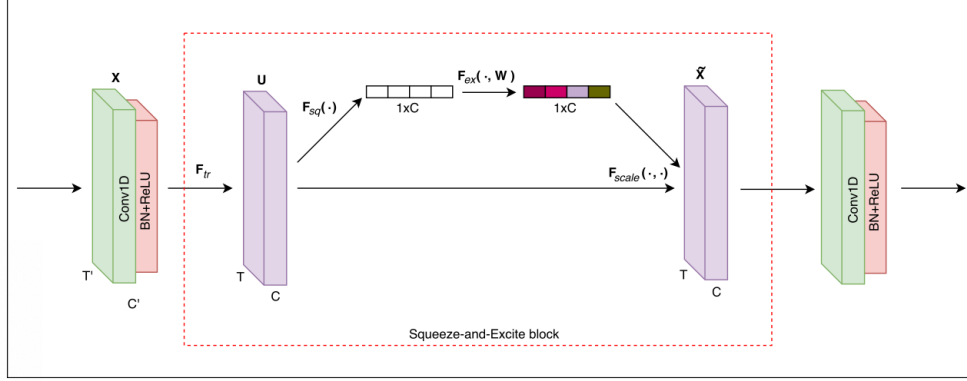 X
Conv1D
BN+ReLU
T'
C'
F_tr
U
T
C
F_sq(·)
1xC
F_ex(·, W)
1xC
F_scale(·,·)
X̃
T
C
Conv1D
BN+ReLU
Squeeze-and-Excite block